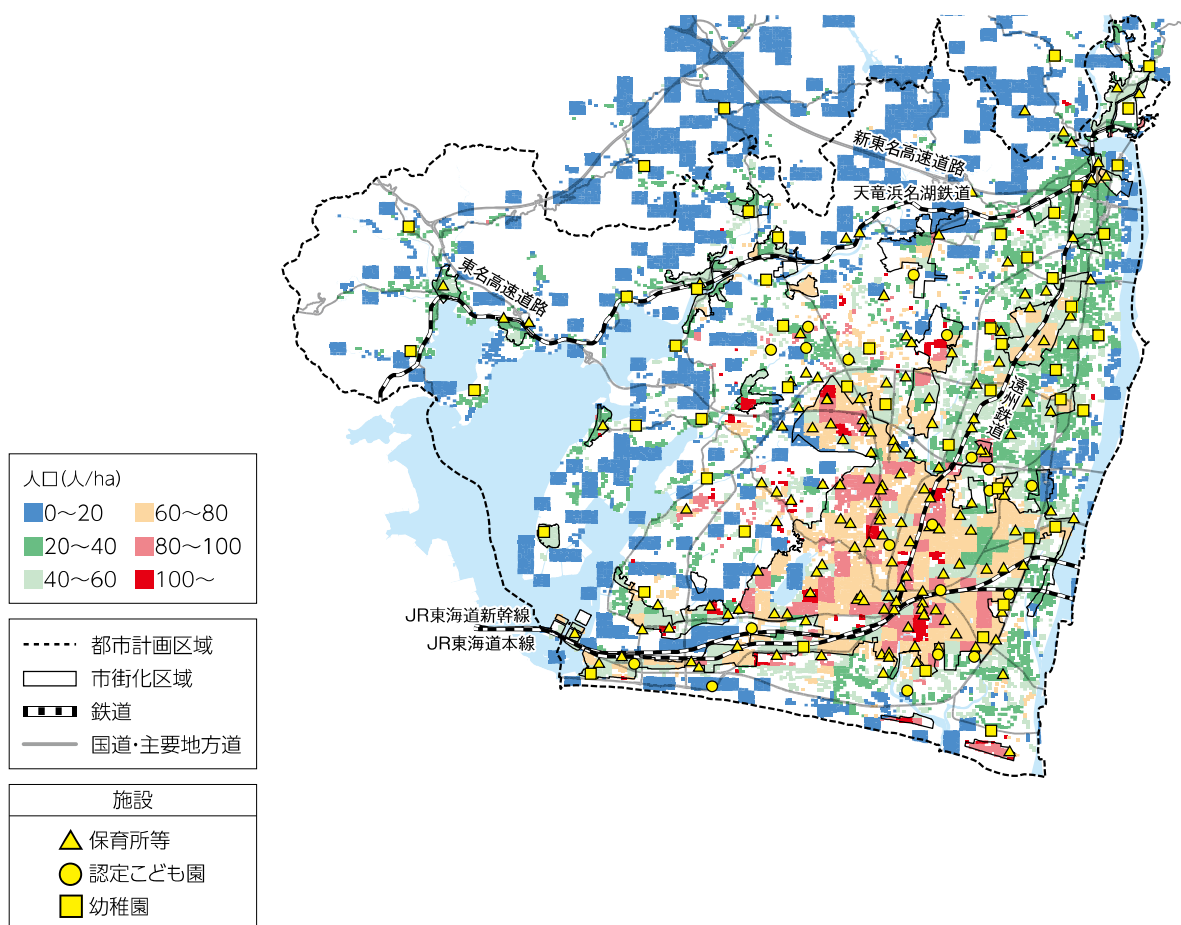 新東名高速道路
天竜浜名湖鉄道
東名高速道路
遠州鉄道
JR東海道新幹線
JR東海道本線
人口(人/ha)
0〜20
60〜80
20〜40
80〜100
40〜60
100〜
都市計画区域
市街化区域
鉄道
国道・主要地方道
施設
保育所等
認定こども園
幼稚園